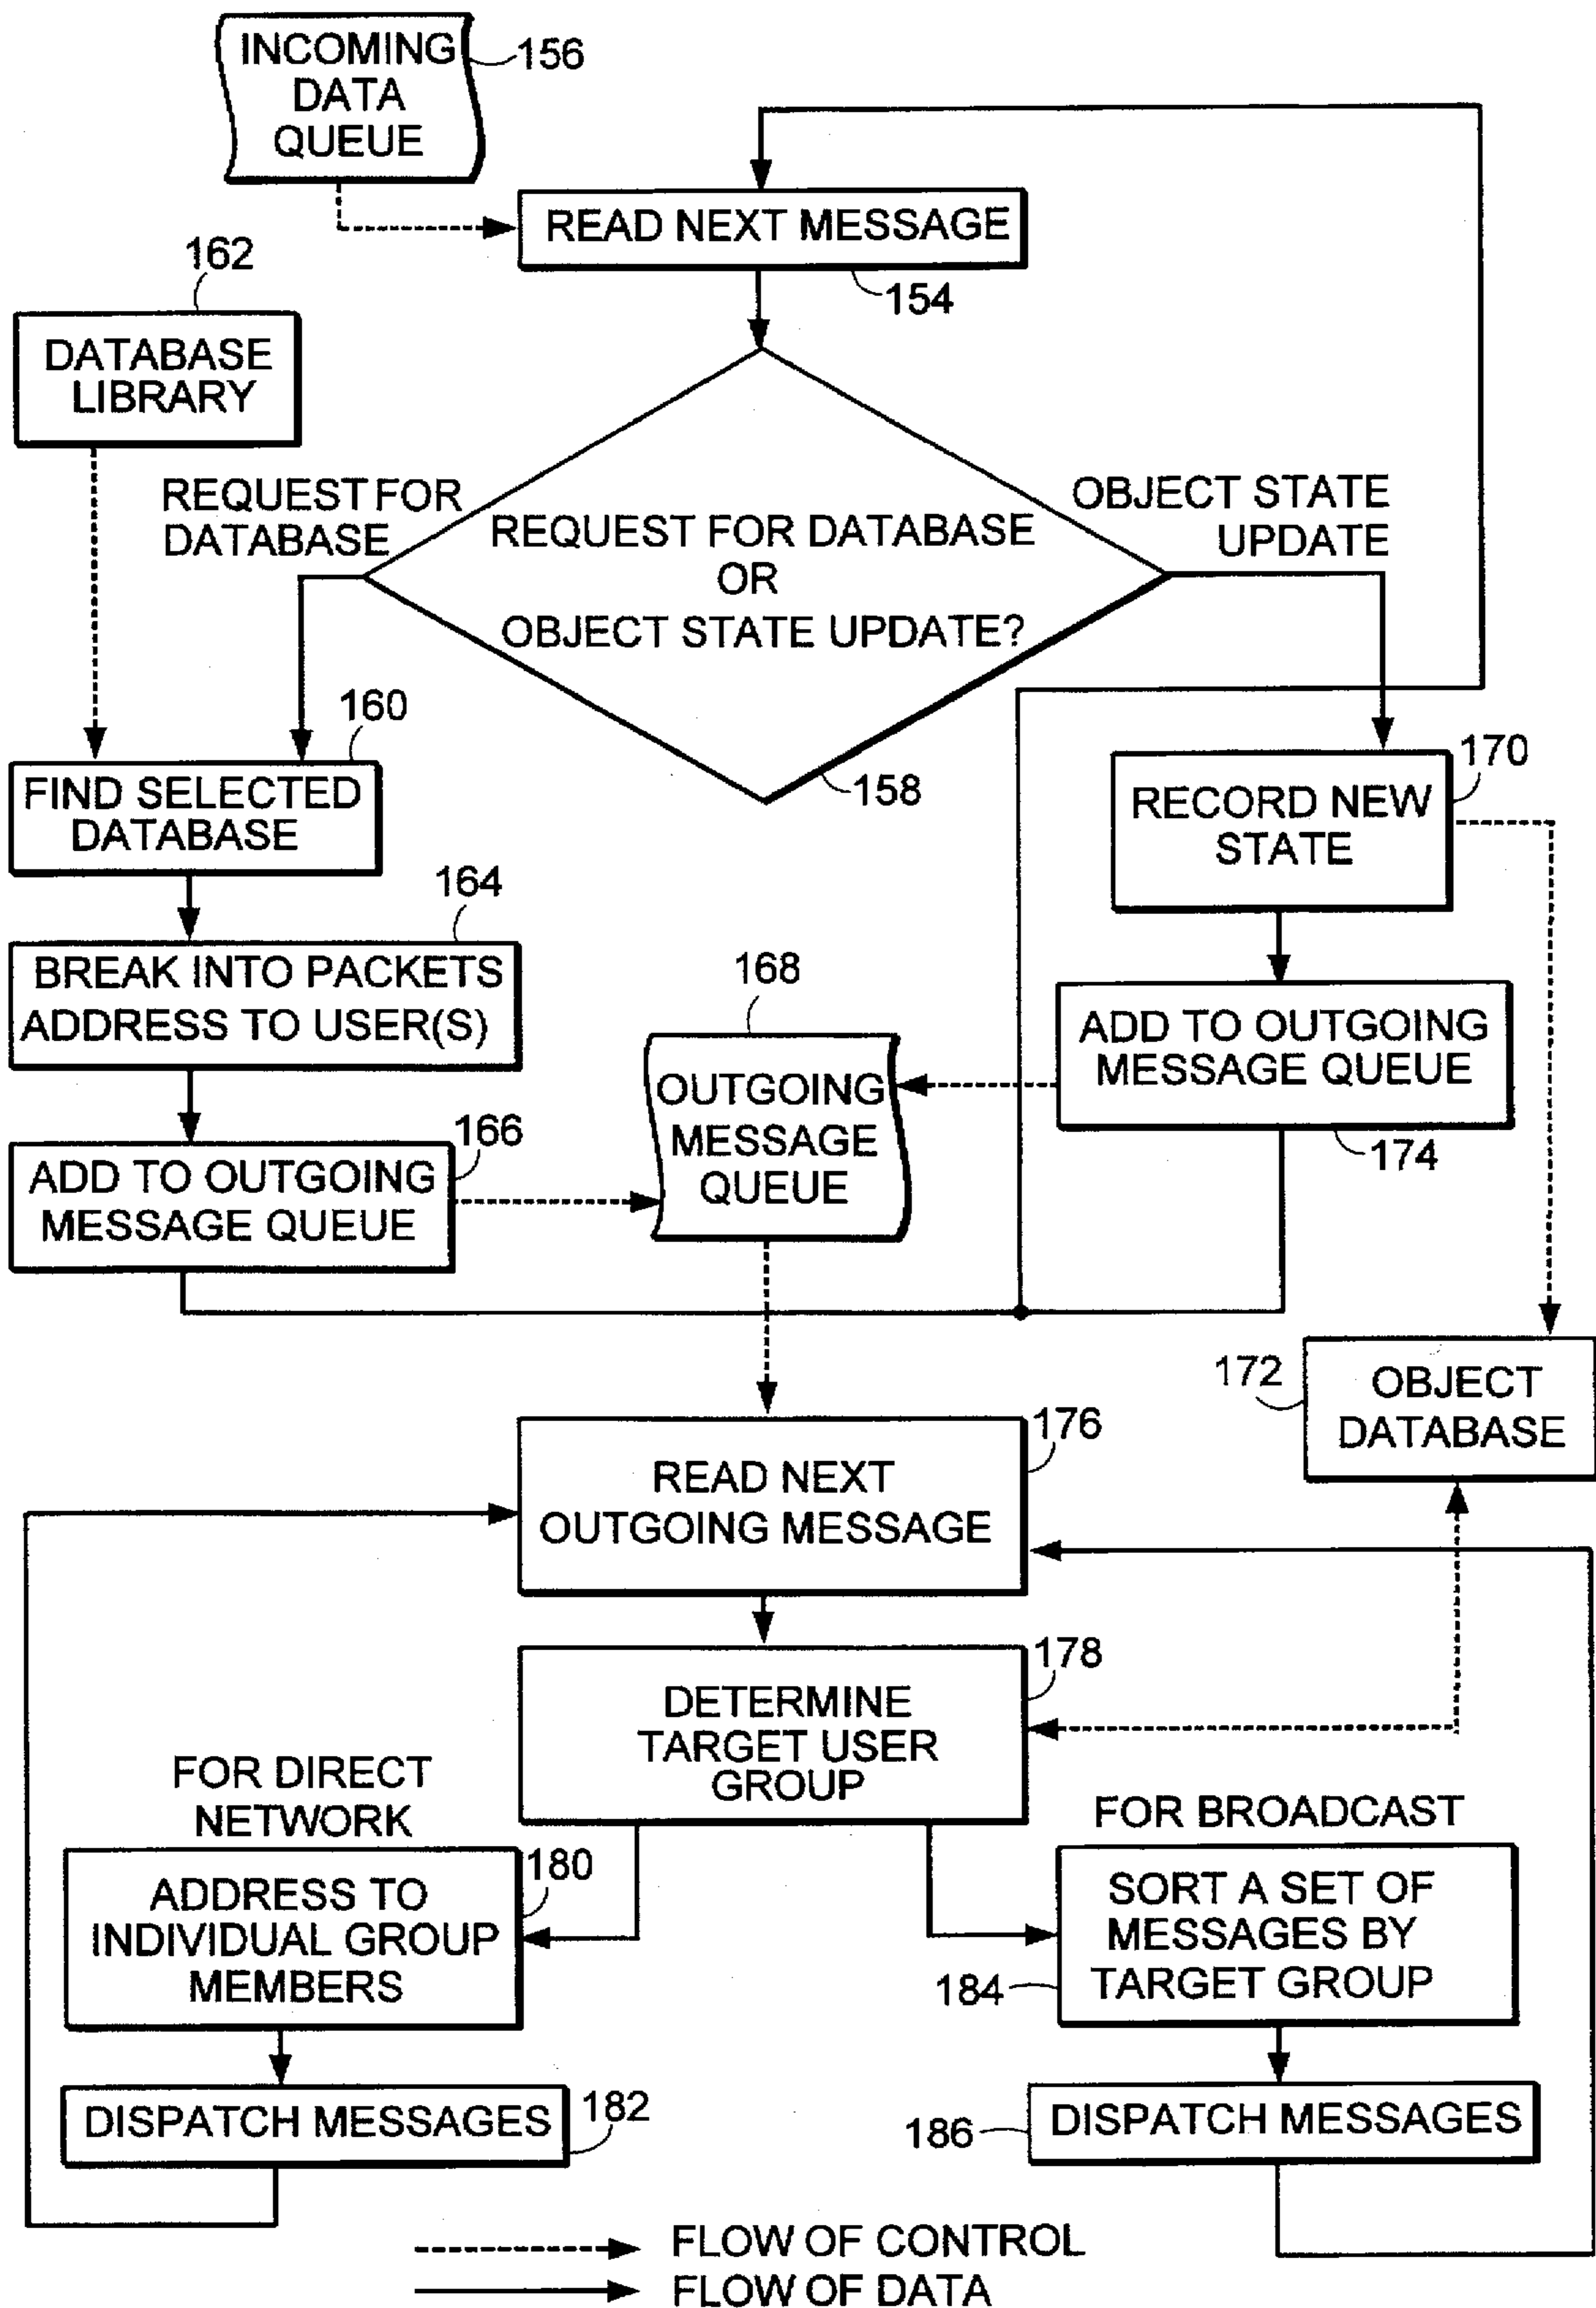 INCOMING
DATA
QUEUE
156
READ NEXT MESSAGE
154
162
DATABASE
LIBRARY
REQUEST FOR
DATABASE
REQUEST FOR DATABASE
OR
OBJECT STATE UPDATE?
158
OBJECT STATE
UPDATE
160
FIND SELECTED
DATABASE
170
RECORD NEW
STATE
164
BREAK INTO PACKETS
ADDRESS TO USER(S)
168
OUTGOING
MESSAGE
QUEUE
ADD TO OUTGOING
MESSAGE QUEUE
174
166
ADD TO OUTGOING
MESSAGE QUEUE
172
OBJECT
DATABASE
176
READ NEXT
OUTGOING MESSAGE
178
DETERMINE
TARGET USER
GROUP
FOR DIRECT
NETWORK
FOR BROADCAST
180
ADDRESS TO
INDIVIDUAL GROUP
MEMBERS
SORT A SET OF
MESSAGES BY
TARGET GROUP
184
DISPATCH MESSAGES
182
186
DISPATCH MESSAGES
FLOW OF CONTROL
FLOW OF DATA